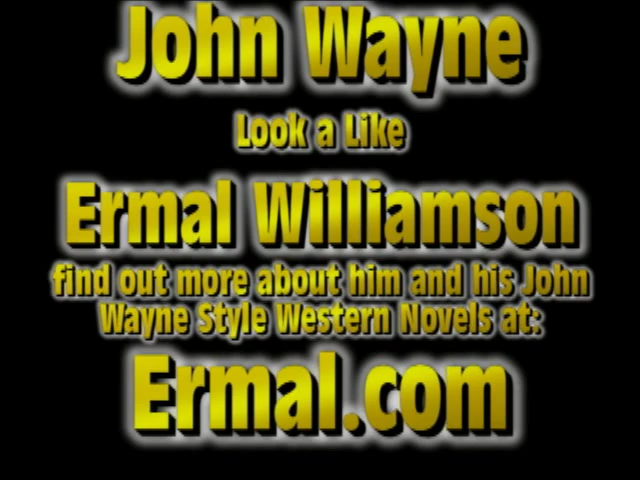 John Wayne
Look a Like
Ermal Williamson
find out more about him and his John
Wayne Style Western Novels at:
Ermal.com